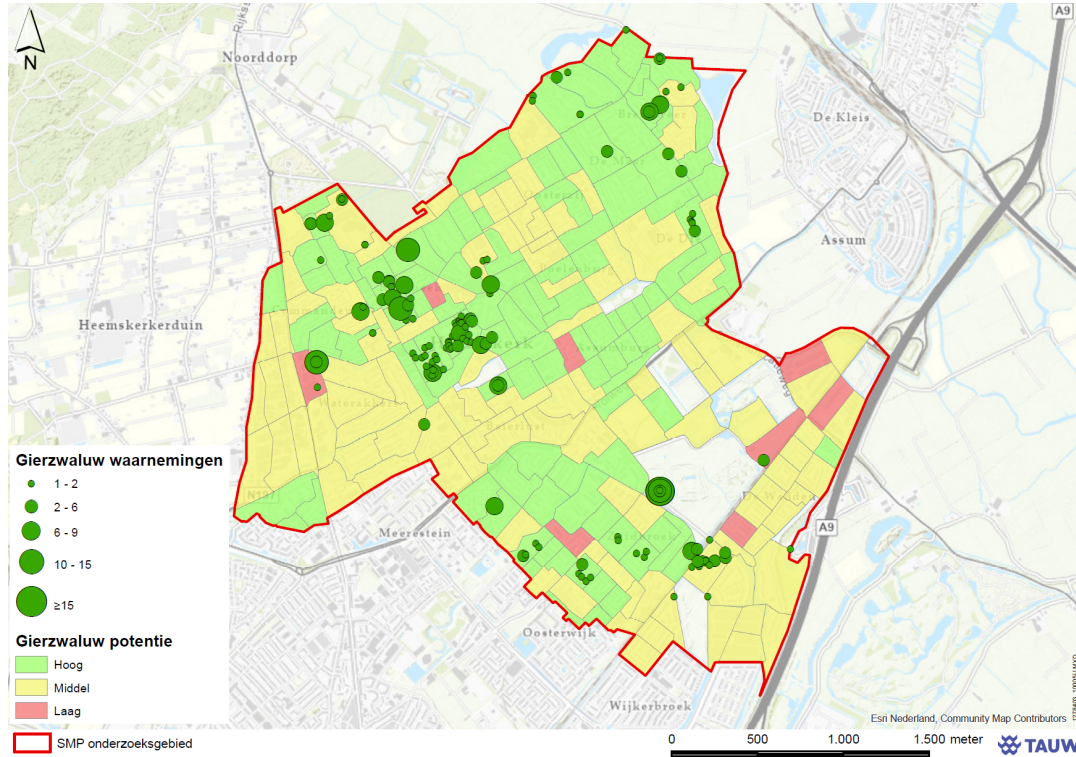 A9
N
Noorddorp
De Kleis
Assum
Heemskerkerduin
Gierzwaluw waarnemingen
1 - 2
2 - 6
6 - 9
10 - 15
≥15
Gierzwaluw potentie
Hoog
Middel
Laag
SMP onderzoeksgebied
N197
Meerestein
A9
Oosterwijk
Wijkerbroek
Esri Nederland, Community Map Contributors
0 500 1.000 1.500 meter
TAUW